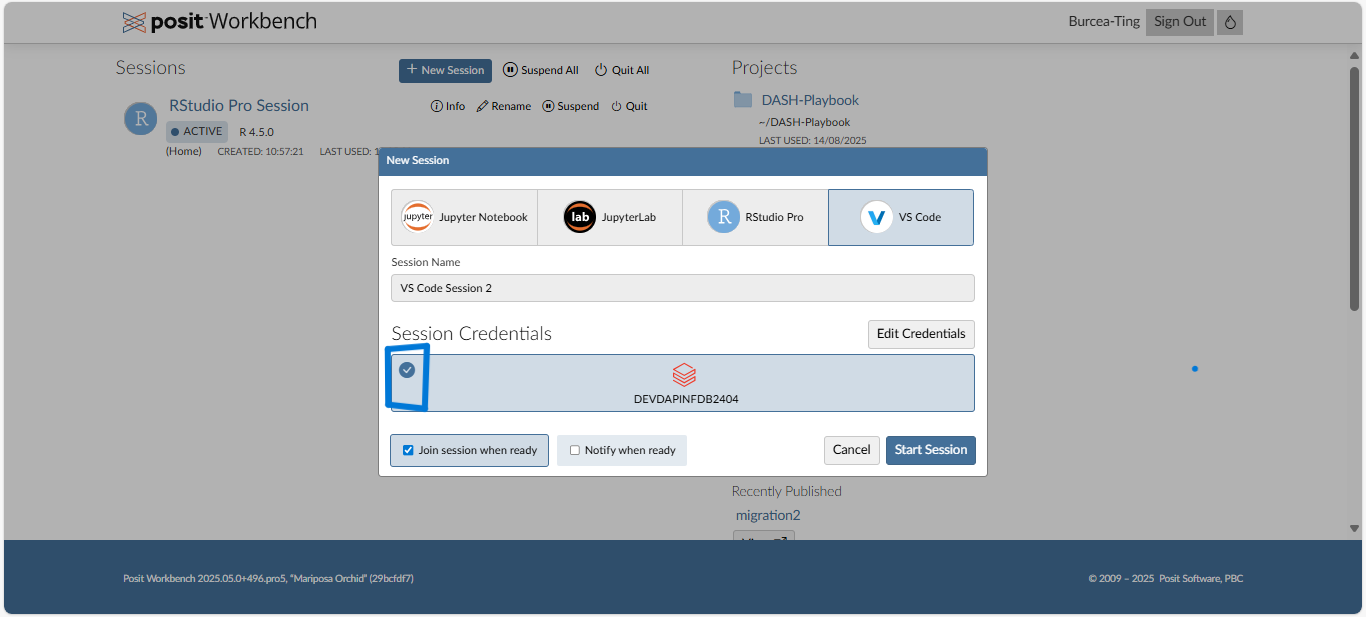 posit Workbench
Burcea-Ting
Sign Out
Sessions
New Session
Suspend All
Quit All
Projects
R
RStudio Pro Session
Info
Rename
Suspend
Quit
ACTIVE
R 4.5.0
(Home)
CREATED: 10:57:21
LAST USED:
DASH-Playbook
~/DASH-Playbook
LAST USED: 14/08/2025
New Session
jupyter
Jupyter Notebook
lab
JupyterLab
R
RStudio Pro
VS Code
Session Name
VS Code Session 2
Session Credentials
Edit Credentials
DEVDAPINFDB2404
Join session when ready
Notify when ready
Cancel
Start Session
Recently Published
migration2
Posit Workbench 2025.05.0+496.pro5, "Mariposa Orchid" (29bcfdf7)
© 2009 – 2025 Posit Software, PBC